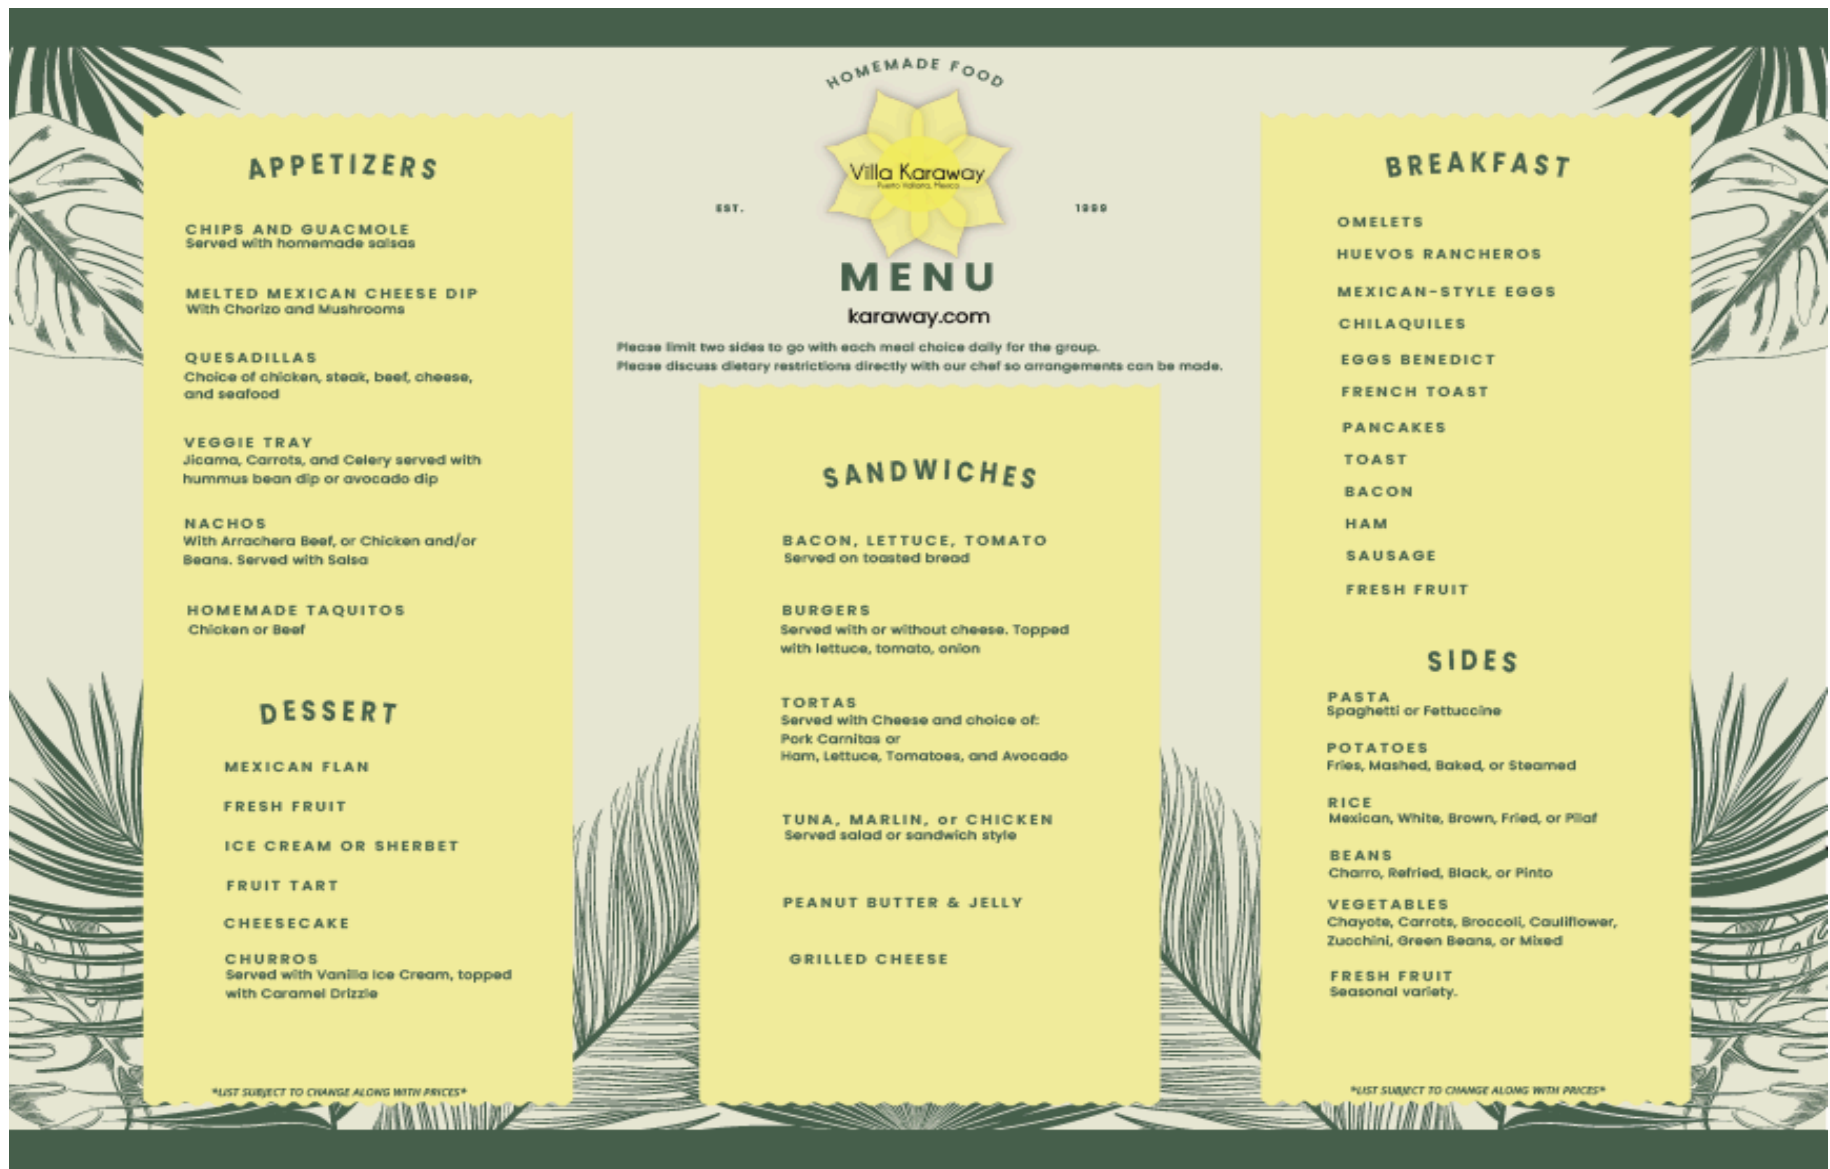 HOMEMADE FOOD
Villa Karaway
Puerto Vallarta, Mexico
EST. 1999
MENU
karaway.com
Please limit two sides to go with each meal choice daily for the group.
Please discuss dietary restrictions directly with our chef so arrangements can be made.
APPETIZERS
CHIPS AND GUACMOLE
Served with homemade salsas
MELTED MEXICAN CHEESE DIP
With Chorizo and Mushrooms
QUESADILLAS
Choice of chicken, steak, beef, cheese,
and seafood
VEGGIE TRAY
Jicama, Carrots, and Celery served with
hummus bean dip or avocado dip
NACHOS
With Arrachera Beef, or Chicken and/or
Beans. Served with Salsa
HOMEMADE TAQUITOS
Chicken or Beef
DESSERT
MEXICAN FLAN
FRESH FRUIT
ICE CREAM OR SHERBET
FRUIT TART
CHEESECAKE
CHURROS
Served with Vanilla Ice Cream, topped
with Caramel Drizzle
*LIST SUBJECT TO CHANGE ALONG WITH PRICES*
SANDWICHES
BACON, LETTUCE, TOMATO
Served on toasted bread
BURGERS
Served with or without cheese. Topped
with lettuce, tomato, onion
TORTAS
Served with Cheese and choice of:
Pork Carnitas or
Ham, Lettuce, Tomatoes, and Avocado
TUNA, MARLIN, or CHICKEN
Served salad or sandwich style
PEANUT BUTTER & JELLY
GRILLED CHEESE
BREAKFAST
OMELETS
HUEVOS RANCHEROS
MEXICAN-STYLE EGGS
CHILAQUILES
EGGS BENEDICT
FRENCH TOAST
PANCAKES
TOAST
BACON
HAM
SAUSAGE
FRESH FRUIT
SIDES
PASTA
Spaghetti or Fettuccine
POTATOES
Fries, Mashed, Baked, or Steamed
RICE
Mexican, White, Brown, Fried, or Pilaf
BEANS
Charro, Refried, Black, or Pinto
VEGETABLES
Chayote, Carrots, Broccoli, Cauliflower,
Zucchini, Green Beans, or Mixed
FRESH FRUIT
Seasonal variety.
*LIST SUBJECT TO CHANGE ALONG WITH PRICES*